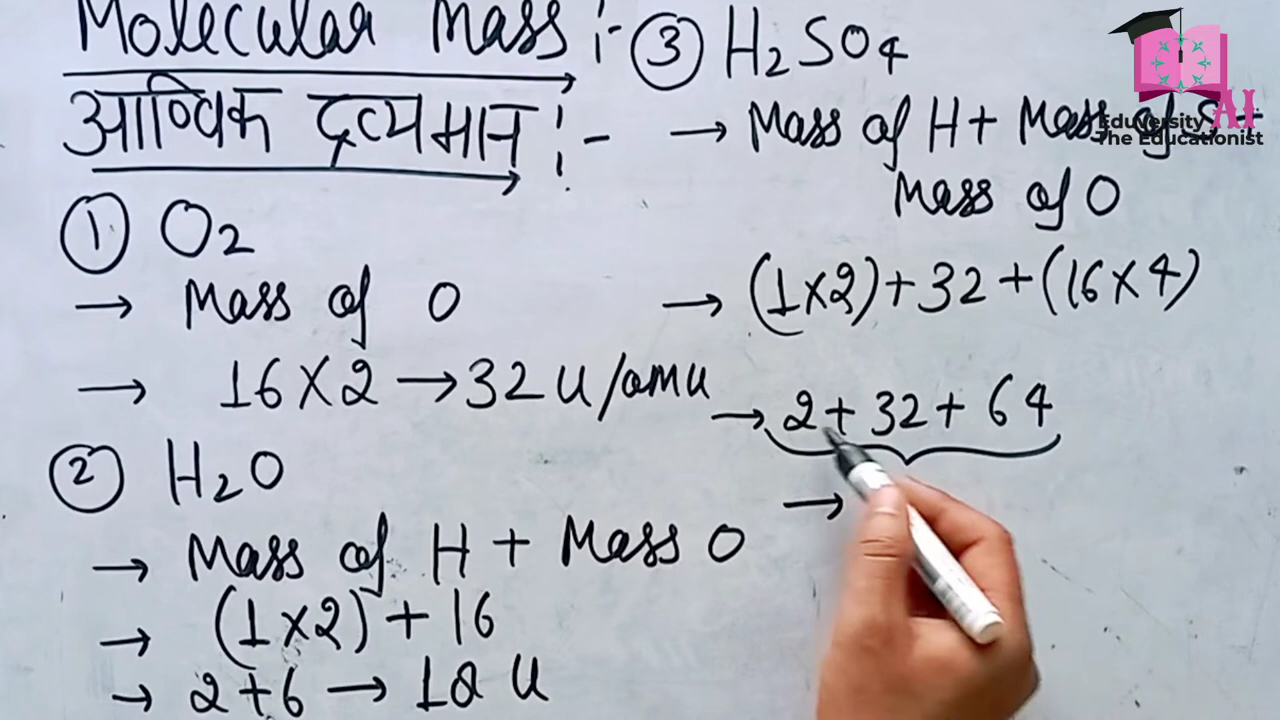 Molecular Mass :-
आण्विक द्रव्यमान :-
① O2
→ Mass of O
→ 16 X 2 → 32 U/amu
② H2O
→ Mass of H + Mass O
→ (1 x 2) + 16
→ 2 + 6 → 18 U
③ H2SO4
→ Mass of H + Mass of S +
Mass of O
→ (1 x 2) + 32 + (16 X 4)
→ 2 + 32 + 64
→
AI
EduVersity
The Educationist